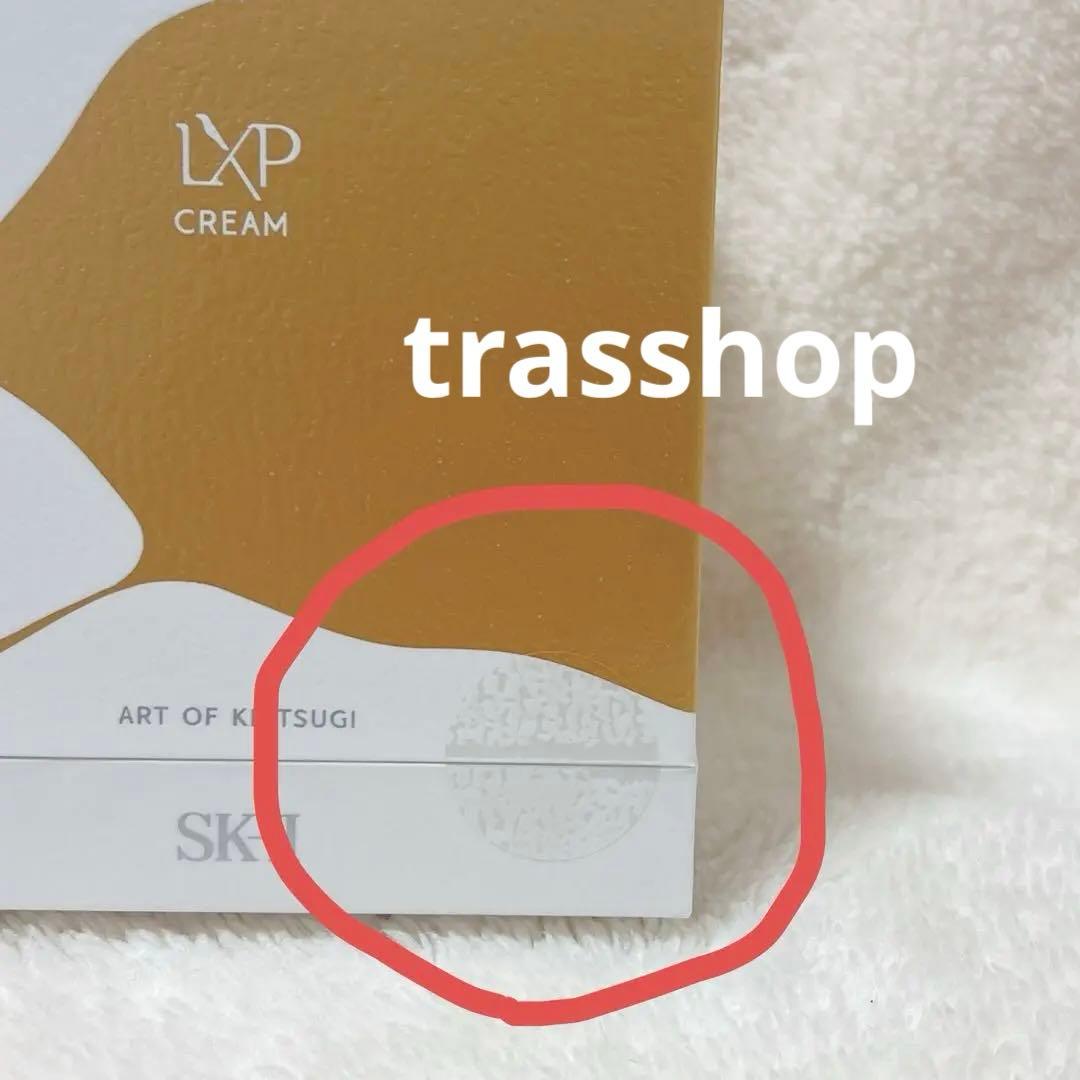 LXP
CREAM
trasshop
ART OF KINTSUGI
SK-II